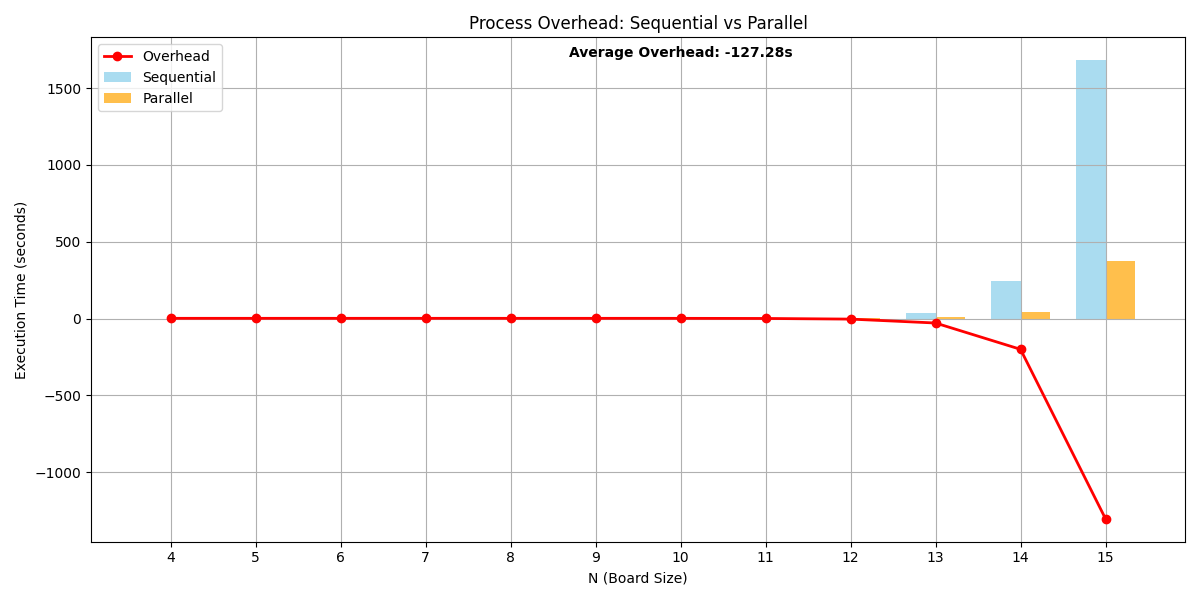 Process Overhead: Sequential vs Parallel
Average Overhead: -127.28s
Overhead
Sequential
Parallel
Execution Time (seconds)
1500
1000
500
0
−500
−1000
4 5 6 7 8 9 10 11 12 13 14 15
N (Board Size)